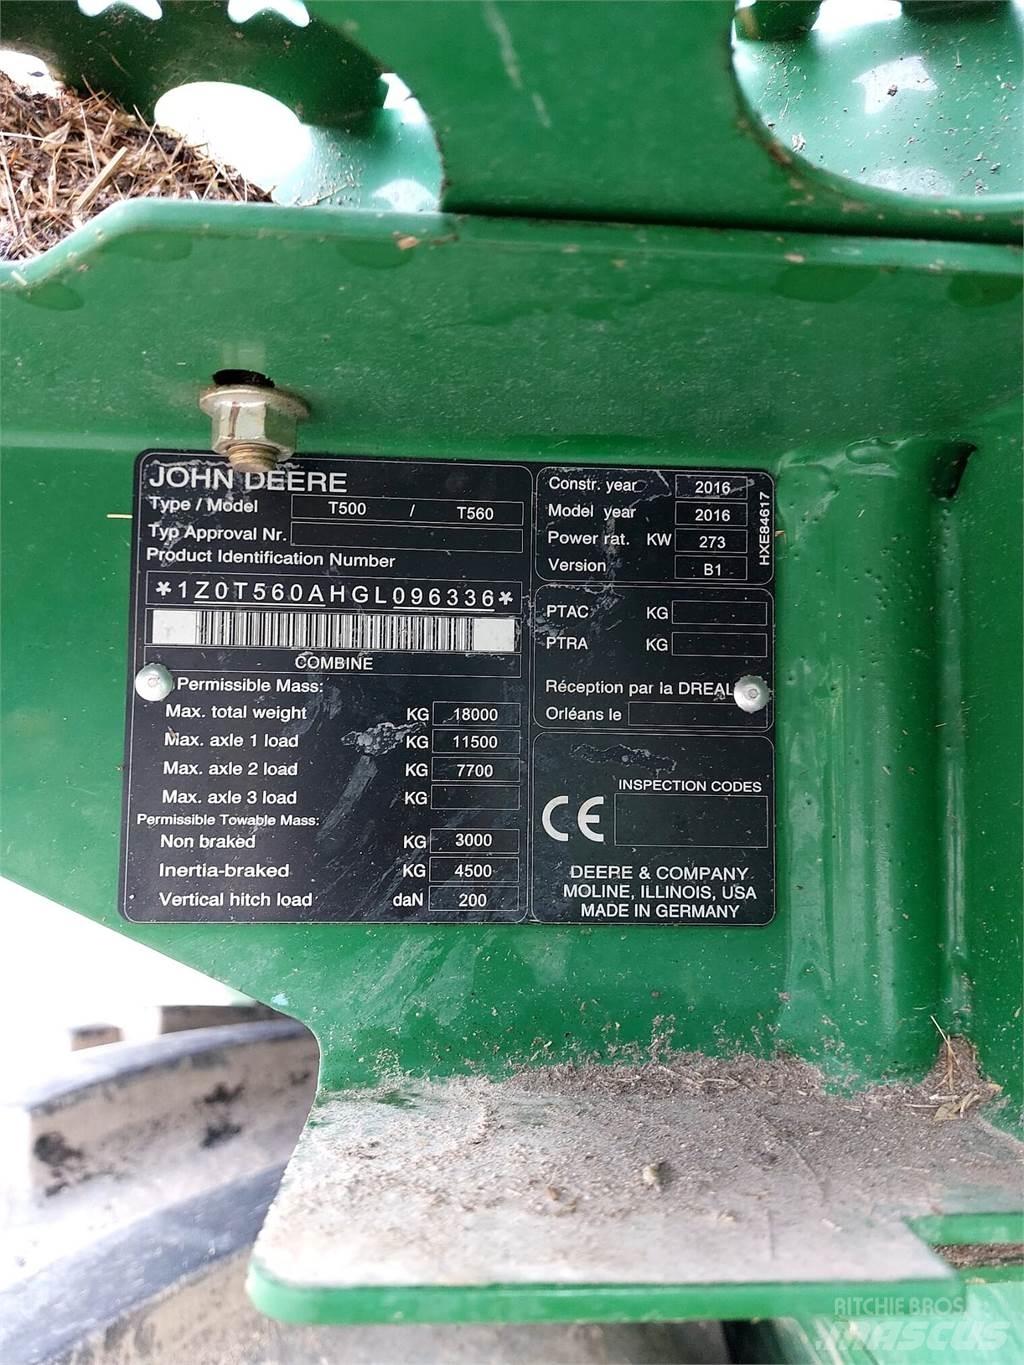 JOHN DEERE
Type / Model T500 / T560
Typ Approval Nr.
Product Identification Number
*1Z0T560AHGL096336*
COMBINE
Permissible Mass:
Max. total weight KG 18000
Max. axle 1 load KG 11500
Max. axle 2 load KG 7700
Max. axle 3 load KG
Permissible Towable Mass:
Non braked KG 3000
Inertia-braked KG 4500
Vertical hitch load daN 200
Constr. year 2016
Model year 2016
Power rat. KW 273
Version B1
HXE84617
PTAC KG
PTRA KG
Réception par la DREAL
Orléans le
INSPECTION CODES
CE
DEERE & COMPANY
MOLINE, ILLINOIS, USA
MADE IN GERMANY
RITCHIE BROS
MASCUS